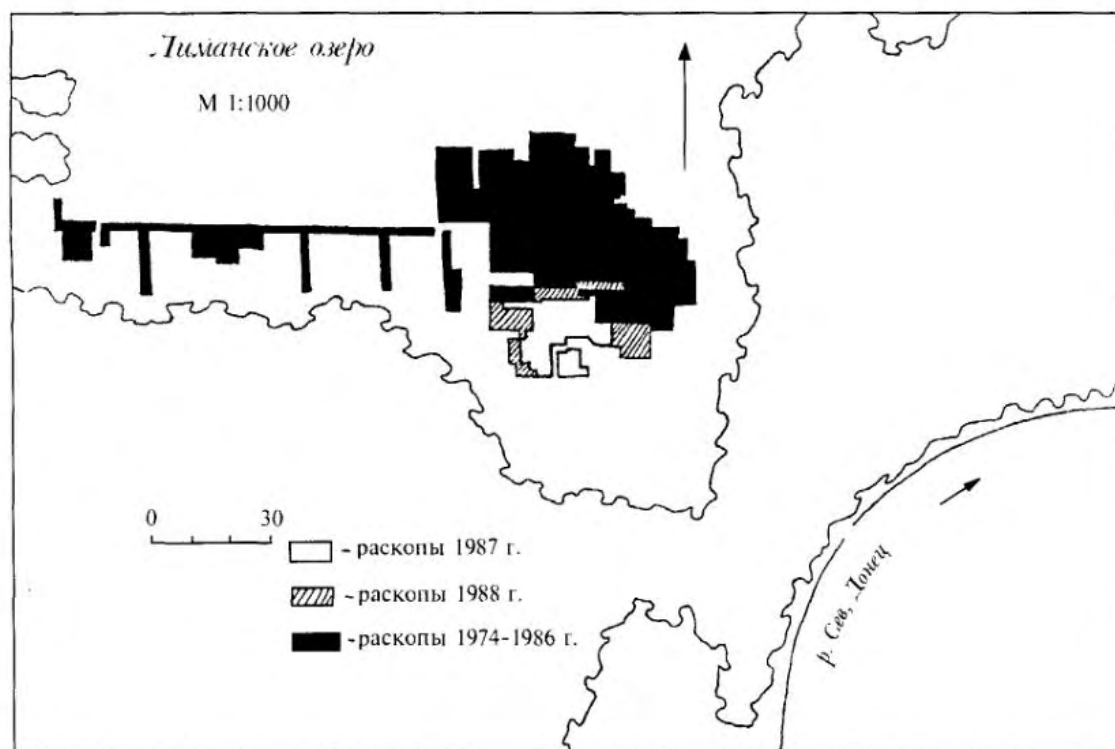 Лиманское озеро
М 1:1000
0 30
-раскопы 1987 г.
-раскопы 1988 г.
-раскопы 1974-1986 г.
р. Сев, Донец